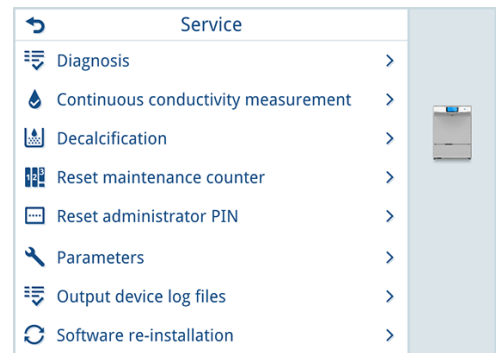 Service
Diagnosis
Continuous conductivity measurement
Decalcification
Reset maintenance counter
Reset administrator PIN
Parameters
Output device log files
Software re-installation